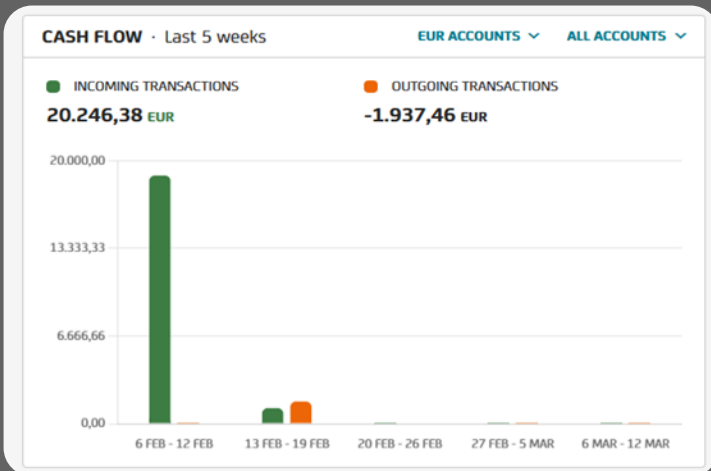 CASH FLOW · Last 5 weeks
EUR ACCOUNTS
ALL ACCOUNTS
INCOMING TRANSACTIONS
20.246,38 EUR
OUTGOING TRANSACTIONS
-1.937,46 EUR
20.000,00
13.333,33
6.666,66
0,00
6 FEB - 12 FEB
13 FEB - 19 FEB
20 FEB - 26 FEB
27 FEB - 5 MAR
6 MAR - 12 MAR